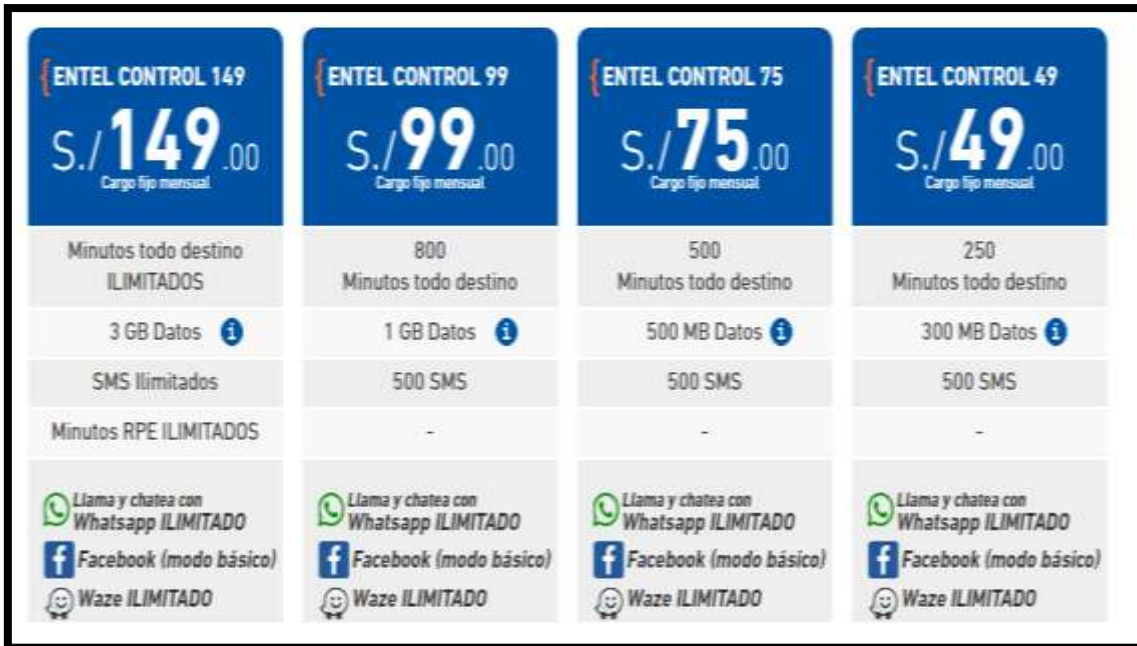 {ENTEL CONTROL 149
S./149.00
Cargo fijo mensual
Minutos todo destino
ILIMITADOS
3 GB Datos i
SMS Ilimitados
Minutos RPE ILIMITADOS
Llama y chatea con
Whatsapp ILIMITADO
Facebook (modo básico)
Waze ILIMITADO
{ENTEL CONTROL 99
S./99.00
Cargo fijo mensual
800
Minutos todo destino
1 GB Datos i
500 SMS
-
Llama y chatea con
Whatsapp ILIMITADO
Facebook (modo básico)
Waze ILIMITADO
{ENTEL CONTROL 75
S./75.00
Cargo fijo mensual
500
Minutos todo destino
500 MB Datos i
500 SMS
-
Llama y chatea con
Whatsapp ILIMITADO
Facebook (modo básico)
Waze ILIMITADO
{ENTEL CONTROL 49
S./49.00
Cargo fijo mensual
250
Minutos todo destino
300 MB Datos i
500 SMS
-
Llama y chatea con
Whatsapp ILIMITADO
Facebook (modo básico)
Waze ILIMITADO